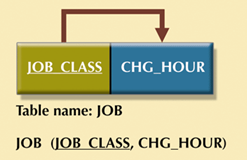 JOB_CLASS CHG_HOUR
Table name: JOB
JOB (JOB_CLASS, CHG_HOUR)